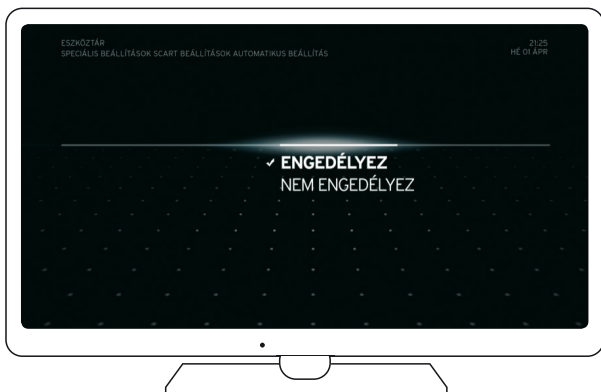 ESZKÖZTÁR
SPECIÁLIS BEÁLLÍTÁSOK SCART BEÁLLÍTÁSOK AUTOMATIKUS BEÁLLÍTÁS
21:25
HÉ 01 ÁPR
ENGEDÉLYEZ
NEM ENGEDÉLYEZ